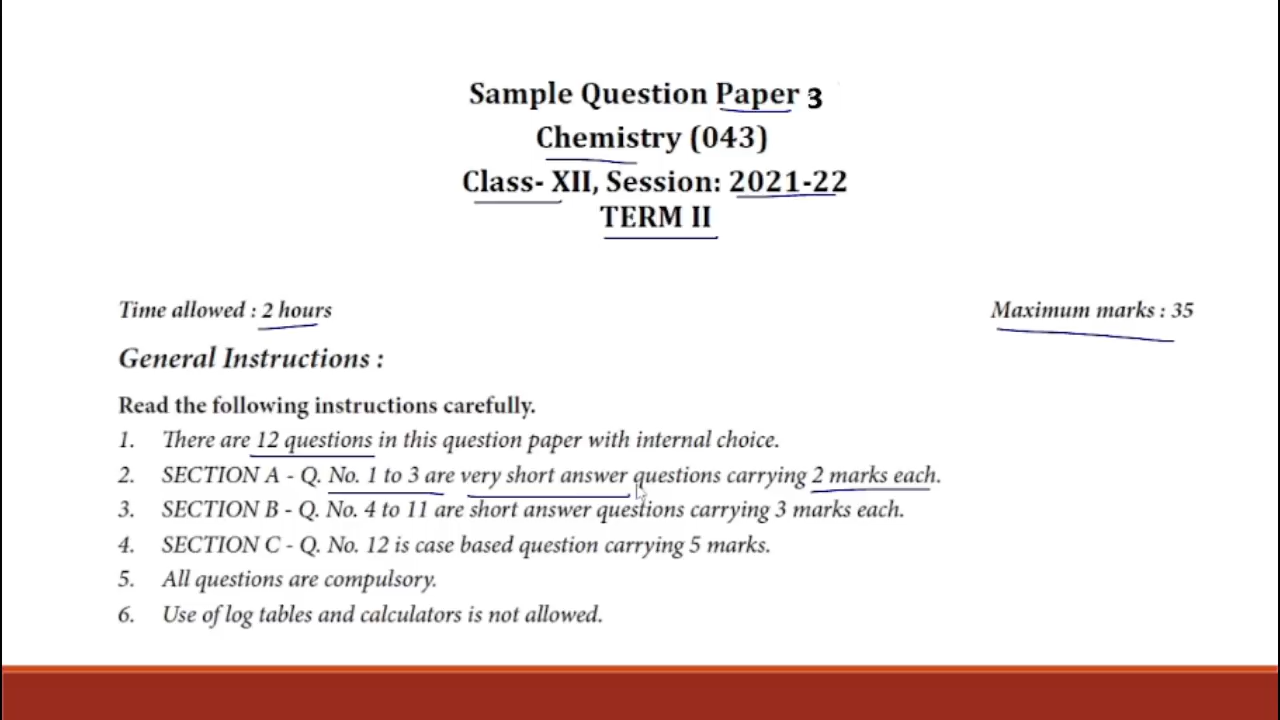 Sample Question Paper 3
Chemistry (043)
Class- XII, Session: 2021-22
TERM II
Time allowed : 2 hours
Maximum marks : 35
General Instructions :
Read the following instructions carefully.
1. There are 12 questions in this question paper with internal choice.
2. SECTION A - Q. No. 1 to 3 are very short answer questions carrying 2 marks each.
3. SECTION B - Q. No. 4 to 11 are short answer questions carrying 3 marks each.
4. SECTION C - Q. No. 12 is case based question carrying 5 marks.
5. All questions are compulsory.
6. Use of log tables and calculators is not allowed.